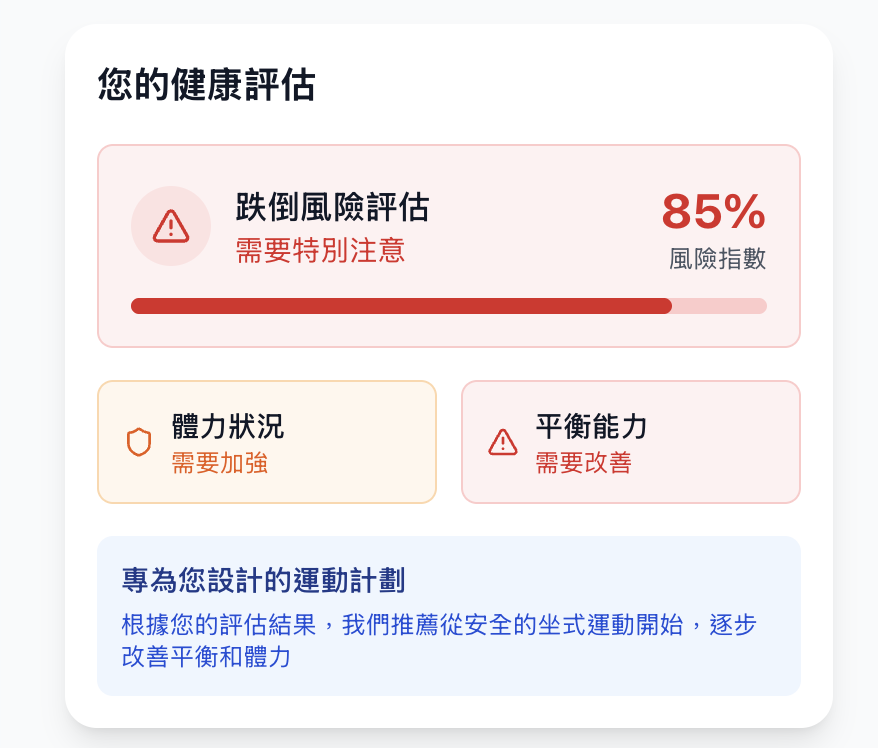 您的健康評估
跌倒風險評估
需要特別注意
85%
風險指數
體力狀況
需要加強
平衡能力
需要改善
專為您設計的運動計劃
根據您的評估結果，我們推薦從安全的坐式運動開始，逐步
改善平衡和體力